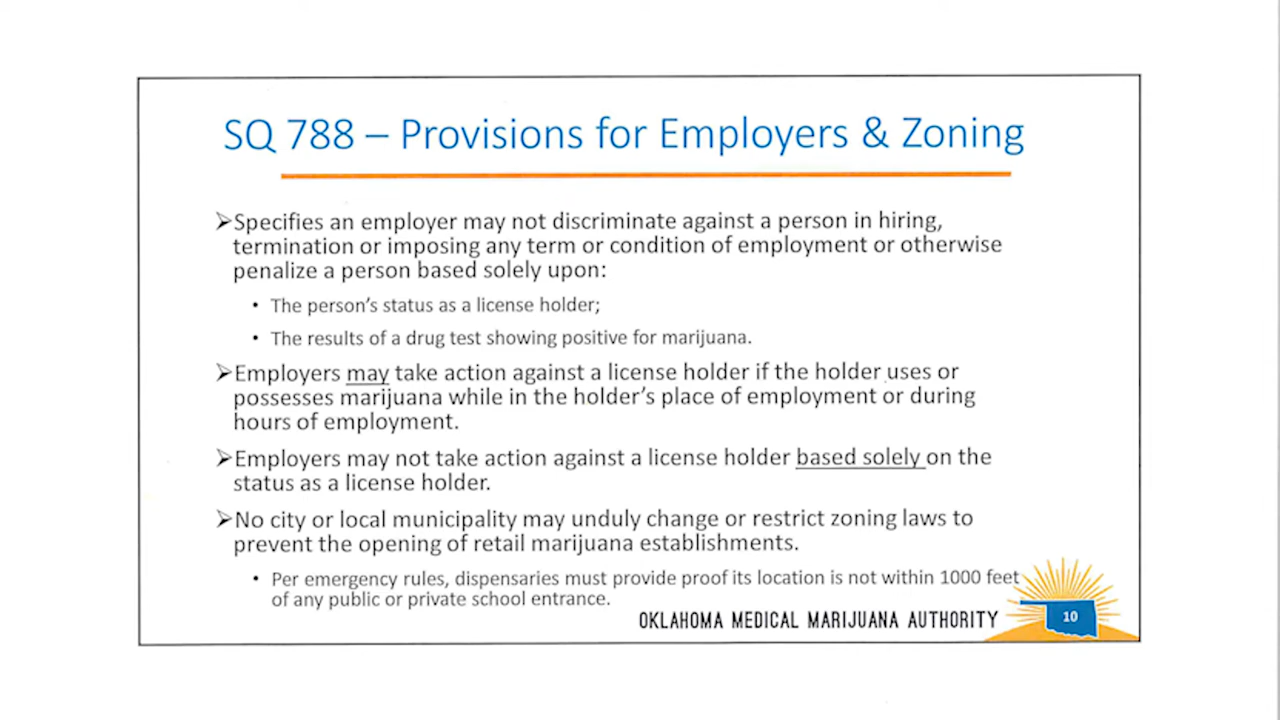 SQ 788 – Provisions for Employers & Zoning
➢Specifies an employer may not discriminate against a person in hiring,
termination or imposing any term or condition of employment or otherwise
penalize a person based solely upon:
• The person's status as a license holder;
• The results of a drug test showing positive for marijuana.
➢Employers may take action against a license holder if the holder uses or
possesses marijuana while in the holder's place of employment or during
hours of employment.
➢Employers may not take action against a license holder based solely on the
status as a license holder.
➢No city or local municipality may unduly change or restrict zoning laws to
prevent the opening of retail marijuana establishments.
• Per emergency rules, dispensaries must provide proof its location is not within 1000 feet
of any public or private school entrance.
OKLAHOMA MEDICAL MARIJUANA AUTHORITY
10